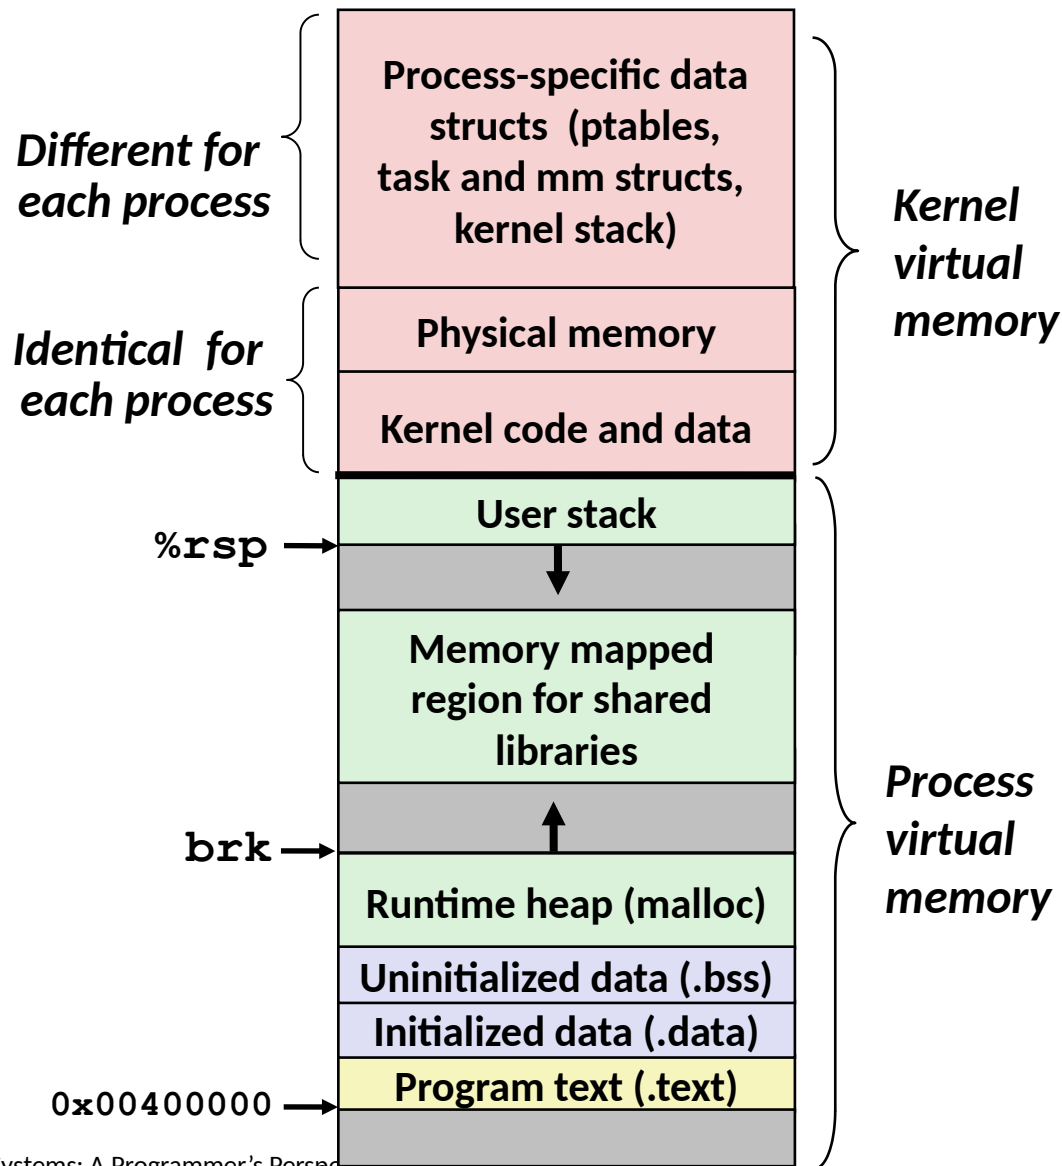 Process-specific data
structs (ptables,
task and mm structs,
kernel stack)
Different for
each process
Kernel
virtual
memory
Physical memory
Identical for
each process
Kernel code and data
User stack
%rsp
Memory mapped
region for shared
libraries
Process
virtual
memory
brk
Runtime heap (malloc)
Uninitialized data (.bss)
Initialized data (.data)
Program text (.text)
0x00400000
A Programmer's